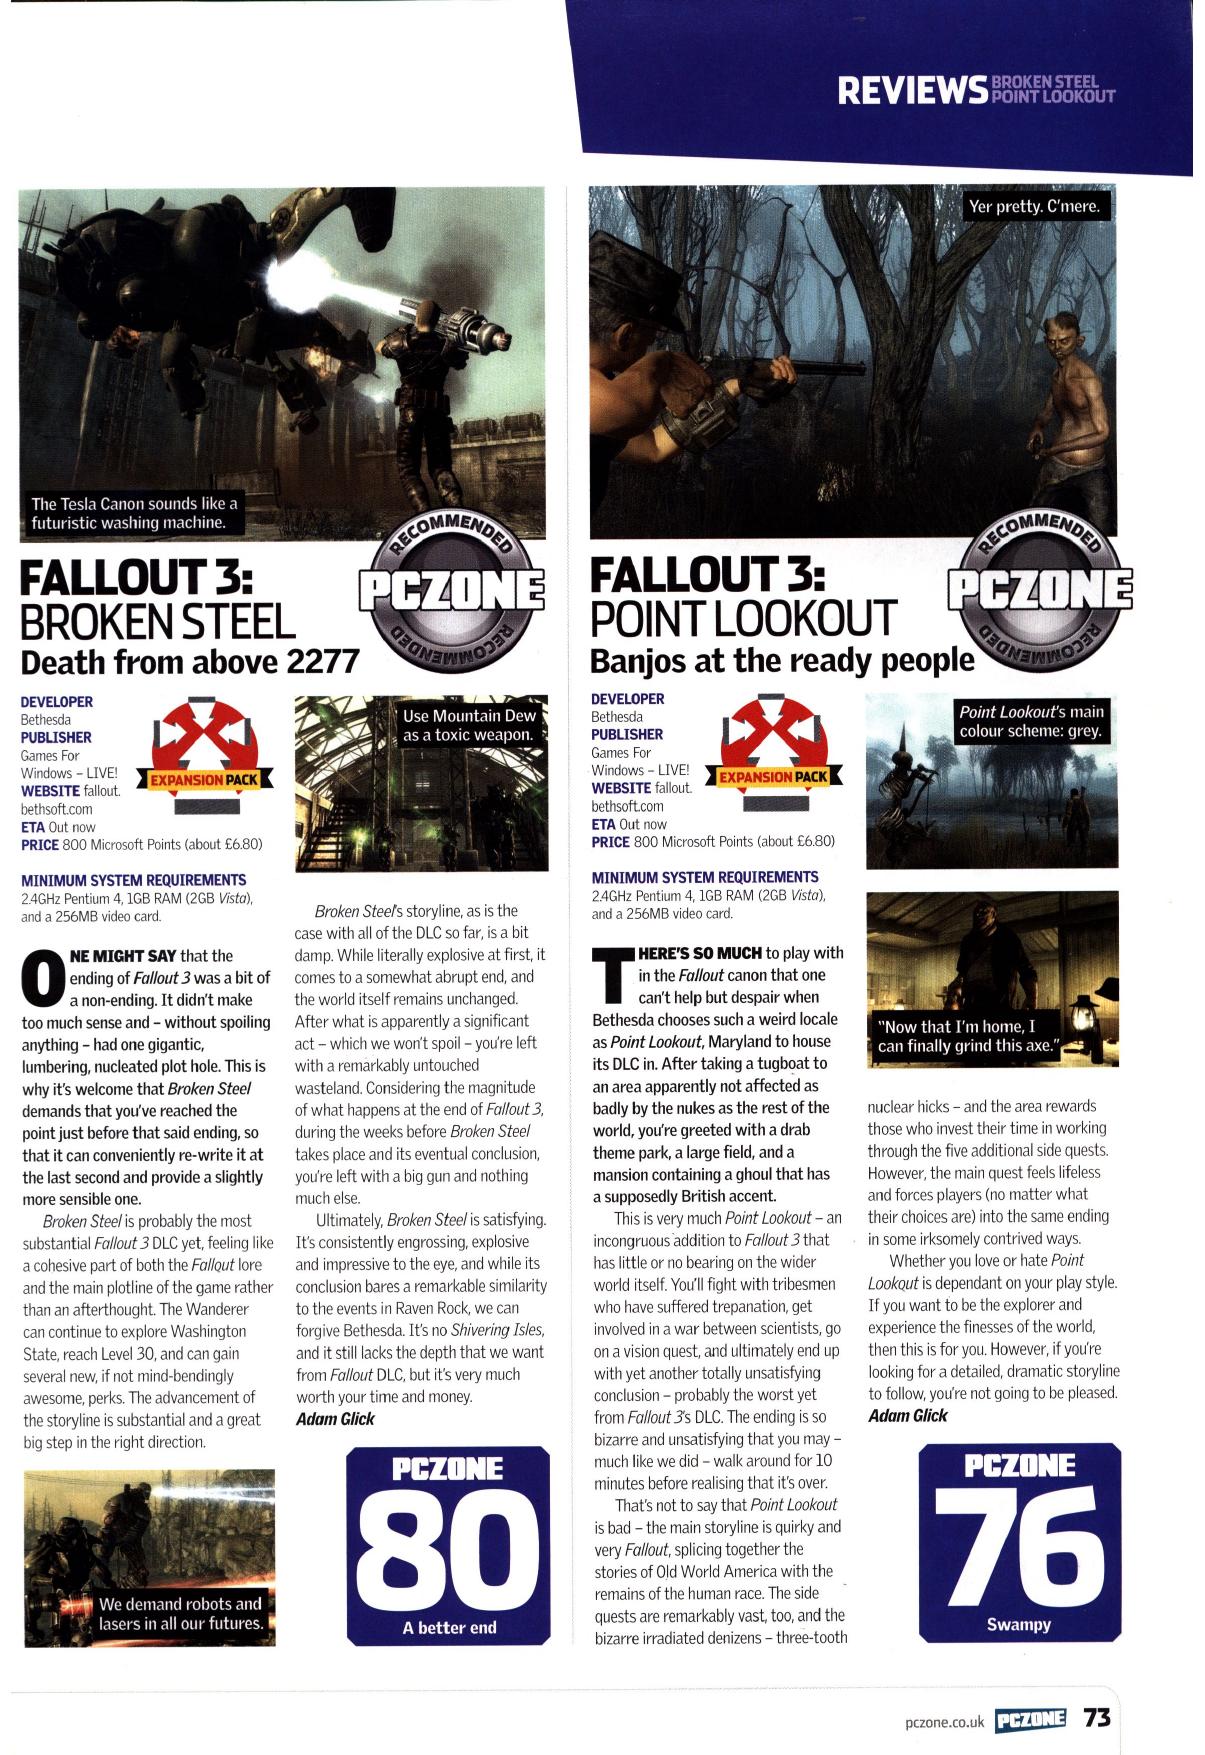 REVIEWS BROKEN STEEL
POINT LOOKOUT
The Tesla Canon sounds like a
futuristic washing machine.
RECOMMENDED
PCZONE
RECOMMENDED
FALLOUT 3:
BROKEN STEEL
Death from above 2277
DEVELOPER
Bethesda
PUBLISHER
Games For
Windows – LIVE!
WEBSITE fallout.
bethsoft.com
ETA Out now
PRICE 800 Microsoft Points (about £6.80)
EXPANSION PACK
MINIMUM SYSTEM REQUIREMENTS
2.4GHz Pentium 4, 1GB RAM (2GB Vista),
and a 256MB video card.
ONE MIGHT SAY that the
ending of Fallout 3 was a bit of
a non-ending. It didn't make
too much sense and – without spoiling
anything – had one gigantic,
lumbering, nucleated plot hole. This is
why it's welcome that Broken Steel
demands that you've reached the
point just before that said ending, so
that it can conveniently re-write it at
the last second and provide a slightly
more sensible one.
Broken Steel is probably the most
substantial Fallout 3 DLC yet, feeling like
a cohesive part of both the Fallout lore
and the main plotline of the game rather
than an afterthought. The Wanderer
can continue to explore Washington
State, reach Level 30, and can gain
several new, if not mind-bendingly
awesome, perks. The advancement of
the storyline is substantial and a great
big step in the right direction.
We demand robots and
lasers in all our futures.
Use Mountain Dew
as a toxic weapon.
Broken Steel's storyline, as is the
case with all of the DLC so far, is a bit
damp. While literally explosive at first, it
comes to a somewhat abrupt end, and
the world itself remains unchanged.
After what is apparently a significant
act – which we won't spoil – you're left
with a remarkably untouched
wasteland. Considering the magnitude
of what happens at the end of Fallout 3,
during the weeks before Broken Steel
takes place and its eventual conclusion,
you're left with a big gun and nothing
much else.
Ultimately, Broken Steel is satisfying.
It's consistently engrossing, explosive
and impressive to the eye, and while its
conclusion bares a remarkable similarity
to the events in Raven Rock, we can
forgive Bethesda. It's no Shivering Isles,
and it still lacks the depth that we want
from Fallout DLC, but it's very much
worth your time and money.
Adam Glick
PCZONE
80
A better end
Yer pretty. C'mere.
RECOMMENDED
PCZONE
RECOMMENDED
FALLOUT 3:
POINT LOOKOUT
Banjos at the ready people
DEVELOPER
Bethesda
PUBLISHER
Games For
Windows – LIVE!
WEBSITE fallout.
bethsoft.com
ETA Out now
PRICE 800 Microsoft Points (about £6.80)
EXPANSION PACK
MINIMUM SYSTEM REQUIREMENTS
2.4GHz Pentium 4, 1GB RAM (2GB Vista),
and a 256MB video card.
THERE'S SO MUCH to play with
in the Fallout canon that one
can't help but despair when
Bethesda chooses such a weird locale
as Point Lookout, Maryland to house
its DLC in. After taking a tugboat to
an area apparently not affected as
badly by the nukes as the rest of the
world, you're greeted with a drab
theme park, a large field, and a
mansion containing a ghoul that has
a supposedly British accent.
This is very much Point Lookout – an
incongruous addition to Fallout 3 that
has little or no bearing on the wider
world itself. You'll fight with tribesmen
who have suffered trepanation, get
involved in a war between scientists, go
on a vision quest, and ultimately end up
with yet another totally unsatisfying
conclusion – probably the worst yet
from Fallout 3's DLC. The ending is so
bizarre and unsatisfying that you may –
much like we did – walk around for 10
minutes before realising that it's over.
That's not to say that Point Lookout
is bad – the main storyline is quirky and
very Fallout, splicing together the
stories of Old World America with the
remains of the human race. The side
quests are remarkably vast, too, and the
bizarre irradiated denizens – three-tooth
Point Lookout's main
colour scheme: grey.
"Now that I'm home, I
can finally grind this axe."
nuclear hicks – and the area rewards
those who invest their time in working
through the five additional side quests.
However, the main quest feels lifeless
and forces players (no matter what
their choices are) into the same ending
in some irksomely contrived ways.
Whether you love or hate Point
Lookout is dependant on your play style.
If you want to be the explorer and
experience the finesses of the world,
then this is for you. However, if you're
looking for a detailed, dramatic storyline
to follow, you're not going to be pleased.
Adam Glick
PCZONE
76
Swampy
pczone.co.uk PCZONE 73